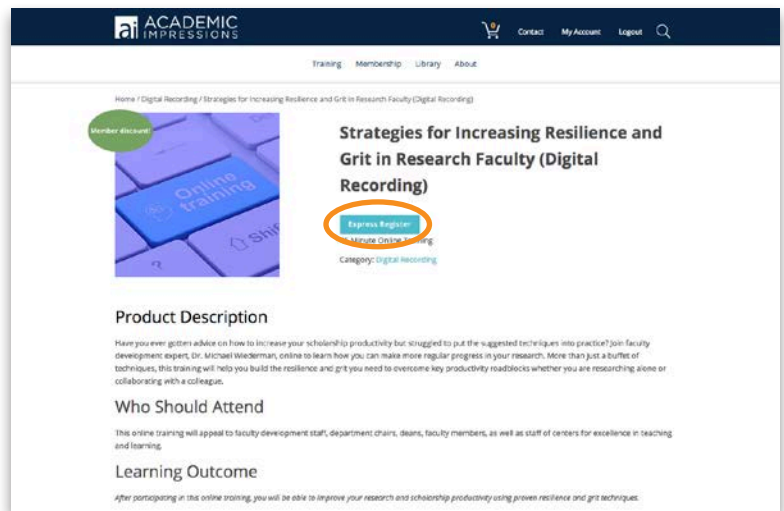 ai ACADEMIC
IMPRESSIONS
0
Contact My Account Logout
Training Membership Library About
Home / Digital Recording / Strategies for Increasing Resilience and Grit in Research Faculty (Digital Recording)
Member discount!
Online
training
Shift
?
Strategies for Increasing Resilience and
Grit in Research Faculty (Digital
Recording)
Express Register
Minute Online Training
Category: Digital Recording
Product Description
Have you ever gotten advice on how to increase your scholarship productivity but struggled to put the suggested techniques into practice? Join faculty
development expert, Dr. Michael Wiederman, online to learn how you can make more regular progress in your research. More than just a buffet of
techniques, this training will help you build the resilience and grit you need to overcome key productivity roadblocks whether you are researching alone or
collaborating with a colleague.
Who Should Attend
This online training will appeal to faculty development staff, department chairs, deans, faculty members, as well as staff of centers for excellence in teaching
and learning.
Learning Outcome
After participating in this online training, you will be able to improve your research and scholarship productivity using proven resilience and grit techniques.